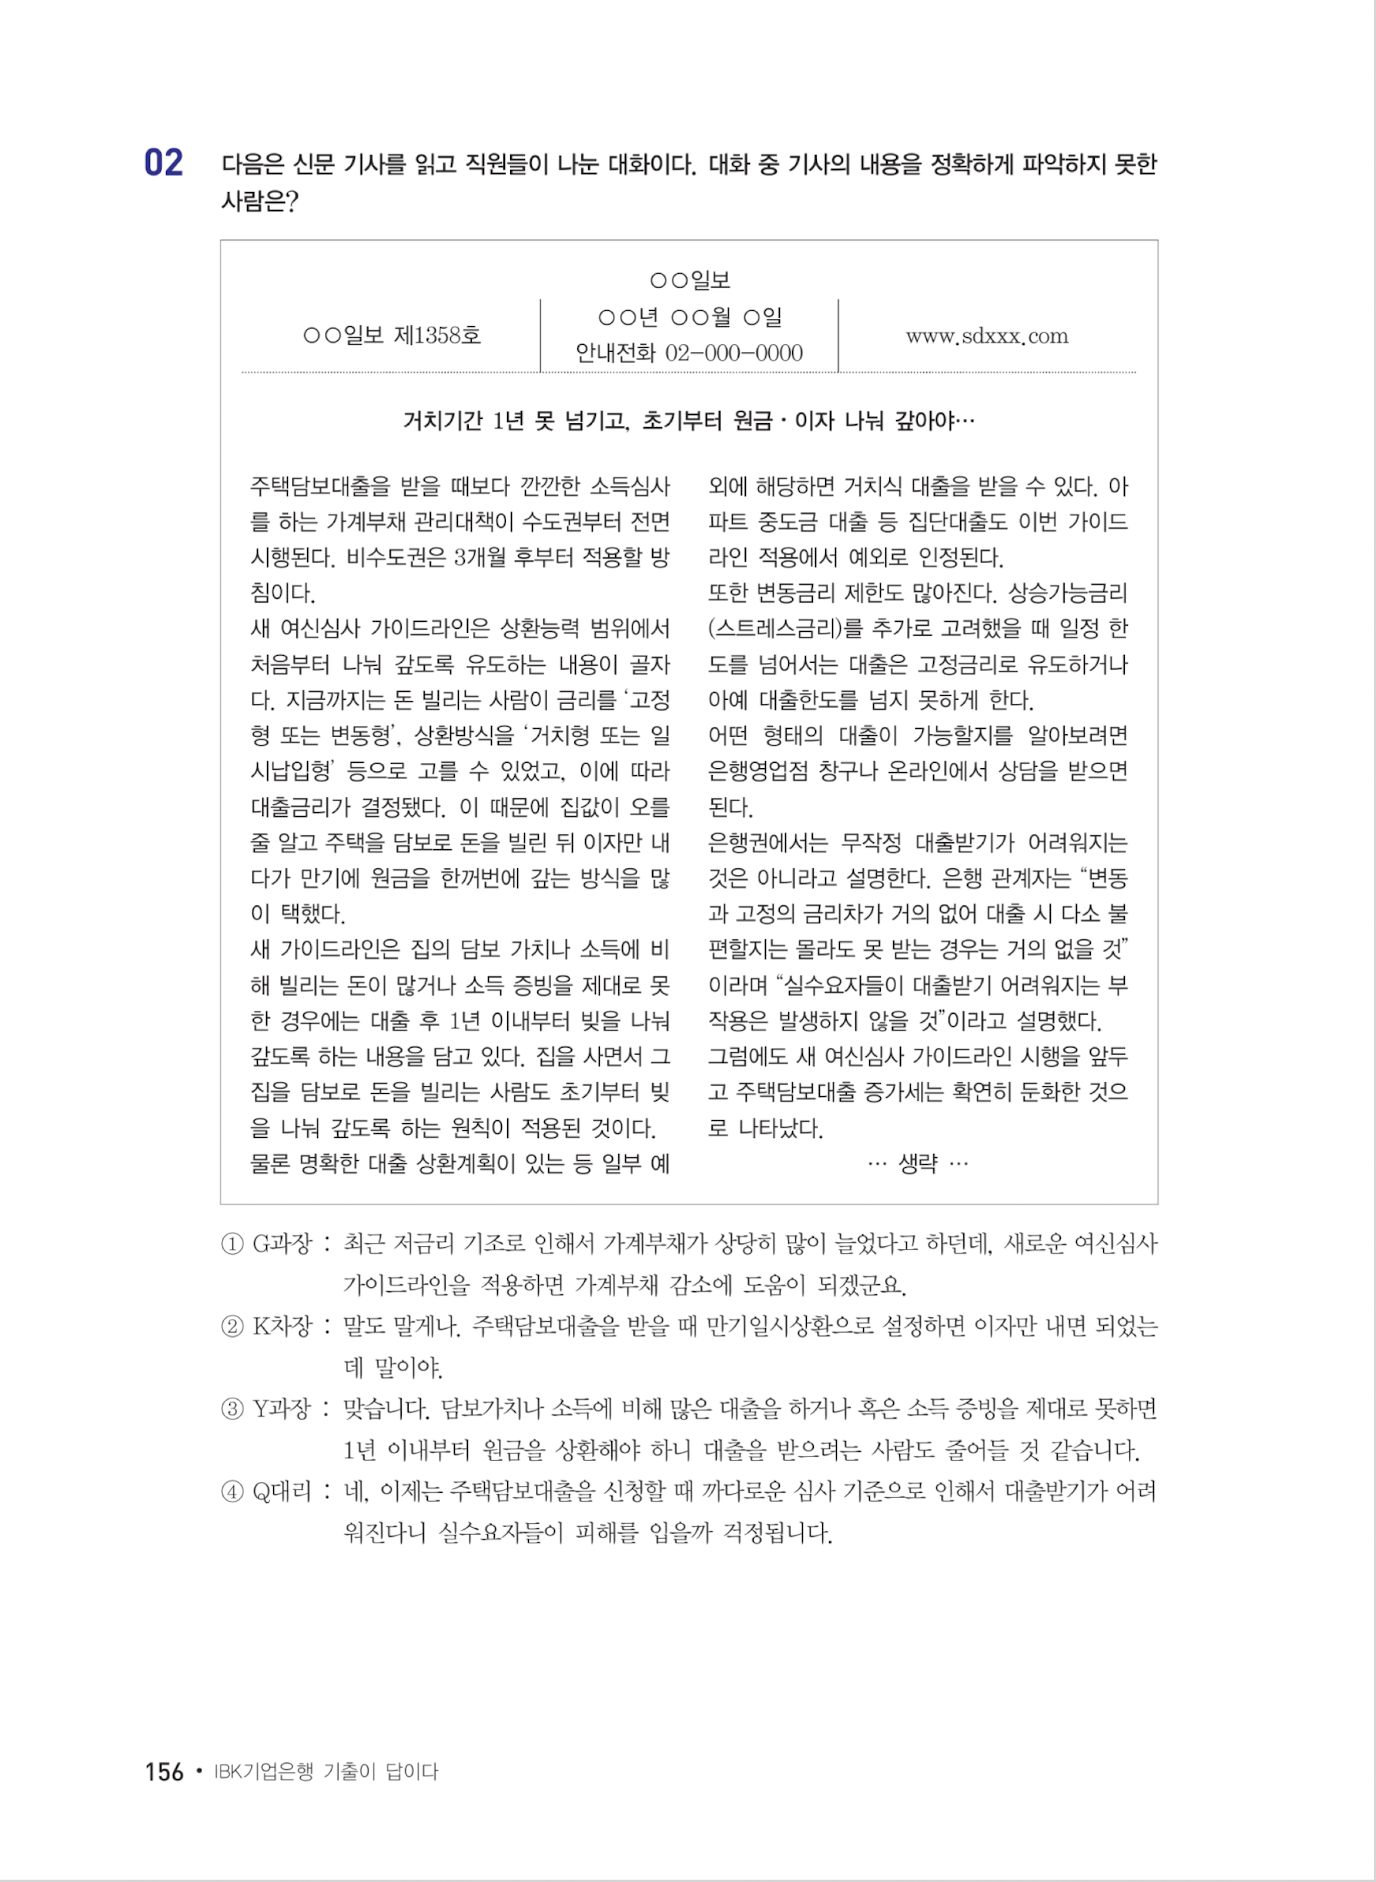 02
다음은 신문 기사를 읽고 직원들이 나눈 대화이다. 대화 중 기사의 내용을 정확하게 파악하지 못한
사람은?
○○일보
○○일보 제1358호
○○년 ○○월 ○일
안내전화 02-000-0000
www.sdxxx.com
거치기간 1년 못 넘기고, 초기부터 원금·이자 나눠 갚아야…
주택담보대출을 받을 때보다 깐깐한 소득심사
를 하는 가계부채 관리대책이 수도권부터 전면
시행된다. 비수도권은 3개월 후부터 적용할 방
침이다.
새 여신심사 가이드라인은 상환능력 범위에서
처음부터 나눠 갚도록 유도하는 내용이 골자
다. 지금까지는 돈 빌리는 사람이 금리를 ‘고정
형 또는 변동형’, 상환방식을 ‘거치형 또는 일
시납입형’ 등으로 고를 수 있었고, 이에 따라
대출금리가 결정됐다. 이 때문에 집값이 오를
줄 알고 주택을 담보로 돈을 빌린 뒤 이자만 내
다가 만기에 원금을 한꺼번에 갚는 방식을 많
이 택했다.
새 가이드라인은 집의 담보 가치나 소득에 비
해 빌리는 돈이 많거나 소득 증빙을 제대로 못
한 경우에는 대출 후 1년 이내부터 빚을 나눠
갚도록 하는 내용을 담고 있다. 집을 사면서 그
집을 담보로 돈을 빌리는 사람도 초기부터 빚
을 나눠 갚도록 하는 원칙이 적용된 것이다.
물론 명확한 대출 상환계획이 있는 등 일부 예
외에 해당하면 거치식 대출을 받을 수 있다. 아
파트 중도금 대출 등 집단대출도 이번 가이드
라인 적용에서 예외로 인정된다.
또한 변동금리 제한도 많아진다. 상승가능금리
(스트레스금리)를 추가로 고려했을 때 일정 한
도를 넘어서는 대출은 고정금리로 유도하거나
아예 대출한도를 넘지 못하게 한다.
어떤 형태의 대출이 가능할지를 알아보려면
은행영업점 창구나 온라인에서 상담을 받으면
된다.
은행권에서는 무작정 대출받기가 어려워지는
것은 아니라고 설명한다. 은행 관계자는 “변동
과 고정의 금리차가 거의 없어 대출 시 다소 불
편할지는 몰라도 못 받는 경우는 거의 없을 것”
이라며 “실수요자들이 대출받기 어려워지는 부
작용은 발생하지 않을 것”이라고 설명했다.
그럼에도 새 여신심사 가이드라인 시행을 앞두
고 주택담보대출 증가세는 확연히 둔화한 것으
로 나타났다.
… 생략 …
① G과장 : 최근 저금리 기조로 인해서 가계부채가 상당히 많이 늘었다고 하던데, 새로운 여신심사
가이드라인을 적용하면 가계부채 감소에 도움이 되겠군요.
② K차장 : 말도 말게나. 주택담보대출을 받을 때 만기일시상환으로 설정하면 이자만 내면 되었는
데 말이야.
③ Y과장 : 맞습니다. 담보가치나 소득에 비해 많은 대출을 하거나 혹은 소득 증빙을 제대로 못하면
1년 이내부터 원금을 상환해야 하니 대출을 받으려는 사람도 줄어들 것 같습니다.
④ Q대리 : 네, 이제는 주택담보대출을 신청할 때 까다로운 심사 기준으로 인해서 대출받기가 어려
워진다니 실수요자들이 피해를 입을까 걱정됩니다.
156 • IBK기업은행 기출이 답이다